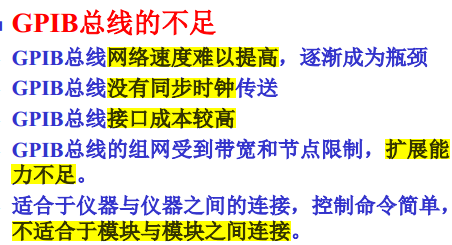 GPIB总线的不足
GPIB总线网络速度难以提高，逐渐成为瓶颈
GPIB总线没有同步时钟传送
GPIB总线接口成本较高
GPIB总线的组网受到带宽和节点限制，扩展能
力不足。
适合于仪器与仪器之间的连接，控制命令简单，
不适合于模块与模块之间连接。